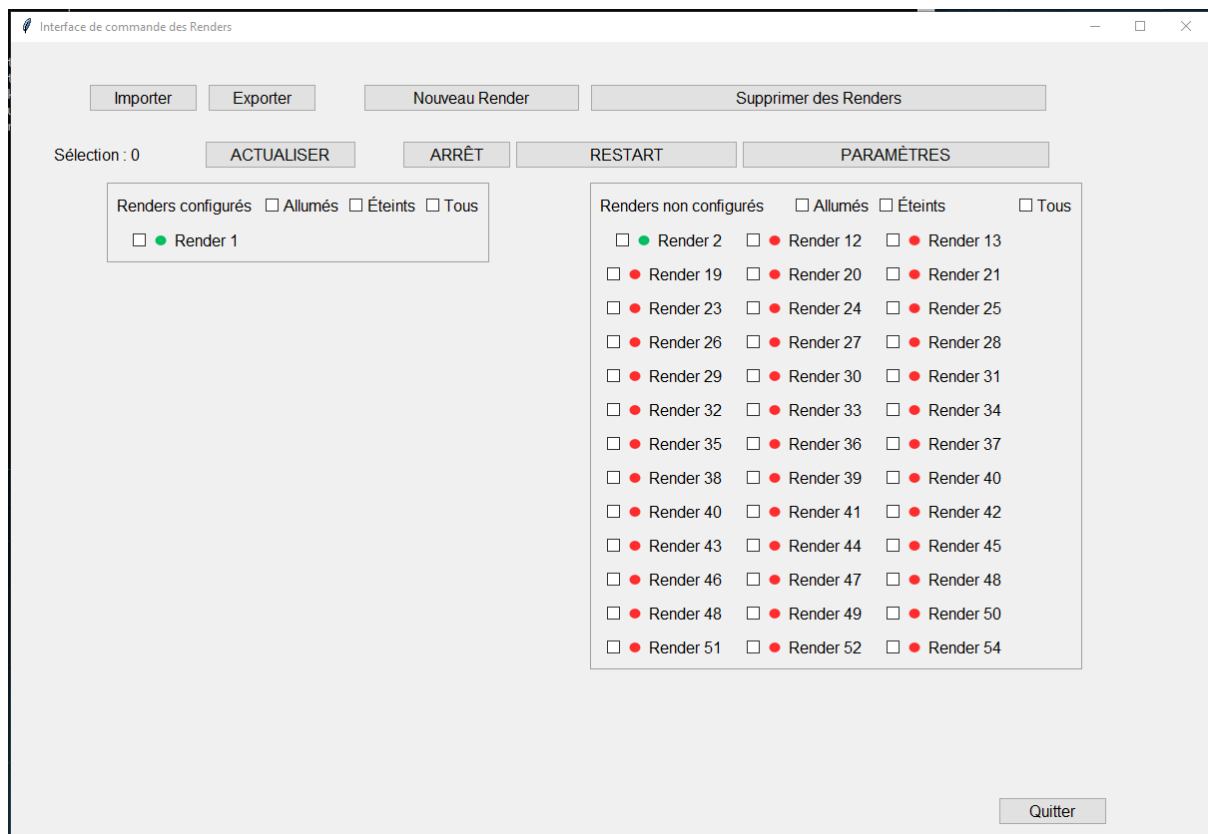 Interface de commande des Renders
Importer Exporter Nouveau Render Supprimer des Renders
Sélection : 0 ACTUALISER ARRÊT RESTART PARAMÈTRES
Renders configurés Allumés Éteints Tous
Render 1
Renders non configurés Allumés Éteints Tous
Render 2 Render 12 Render 13
Render 19 Render 20 Render 21
Render 23 Render 24 Render 25
Render 26 Render 27 Render 28
Render 29 Render 30 Render 31
Render 32 Render 33 Render 34
Render 35 Render 36 Render 37
Render 38 Render 39 Render 40
Render 40 Render 41 Render 42
Render 43 Render 44 Render 45
Render 46 Render 47 Render 48
Render 48 Render 49 Render 50
Render 51 Render 52 Render 54
Quitter